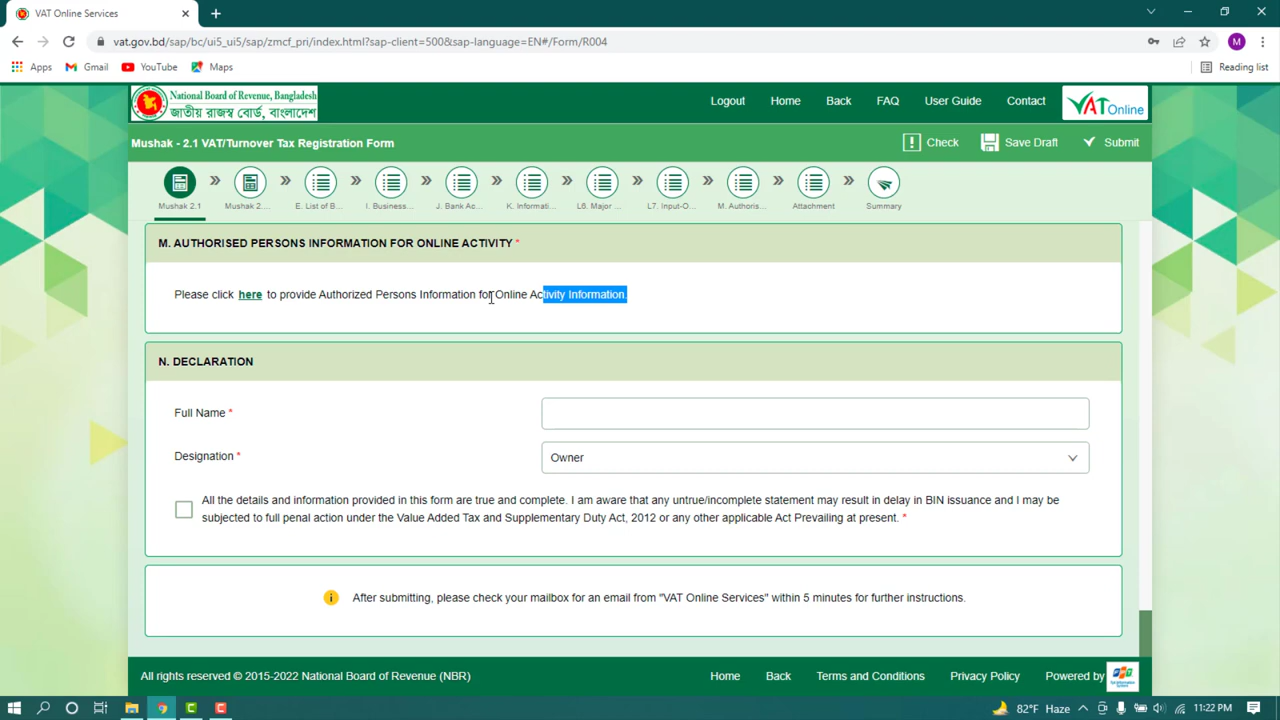 VAT Online Services
vat.gov.bd/sap/bc/ui5_ui5/sap/zmcf_pri/index.html?sap-client=500&sap-language=EN#/Form/R004
M
Apps
Gmail
YouTube
Maps
Reading list
National Board of Revenue, Bangladesh
জাতীয় রাজস্ব বোর্ড, বাংলাদেশ
Logout
Home
Back
FAQ
User Guide
Contact
VAT Online
Mushak - 2.1 VAT/Turnover Tax Registration Form
Check
Save Draft
Submit
Mushak 2.1
Mushak 2....
E. List of B...
I. Business...
J. Bank Ac...
K. Informati...
L6. Major ...
L7. Input-O...
M. Authoris...
Attachment
Summary
M. AUTHORISED PERSONS INFORMATION FOR ONLINE ACTIVITY *
Please click here to provide Authorized Persons Information for Online Activity Information.
N. DECLARATION
Full Name *
Designation *
Owner
All the details and information provided in this form are true and complete. I am aware that any untrue/incomplete statement may result in delay in BIN issuance and I may be
subjected to full penal action under the Value Added Tax and Supplementary Duty Act, 2012 or any other applicable Act Prevailing at present. *
After submitting, please check your mailbox for an email from "VAT Online Services" within 5 minutes for further instructions.
All rights reserved © 2015-2022 National Board of Revenue (NBR)
Home
Back
Terms and Conditions
Privacy Policy
Powered by
82°F Haze
11:22 PM